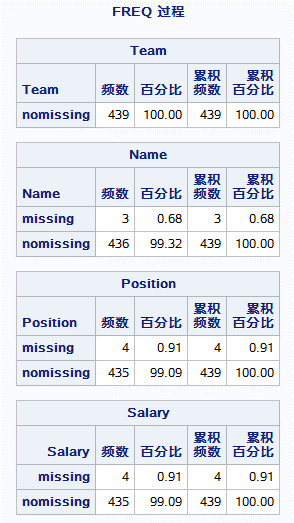 FREQ 过程
Team
Team 频数 百分比 累积频数 累积百分比
nomissing 439 100.00 439 100.00
Name
Name 频数 百分比 累积频数 累积百分比
missing 3 0.68 3 0.68
nomissing 436 99.32 439 100.00
Position
Position 频数 百分比 累积频数 累积百分比
missing 4 0.91 4 0.91
nomissing 435 99.09 439 100.00
Salary
Salary 频数 百分比 累积频数 累积百分比
missing 4 0.91 4 0.91
nomissing 435 99.09 439 100.00